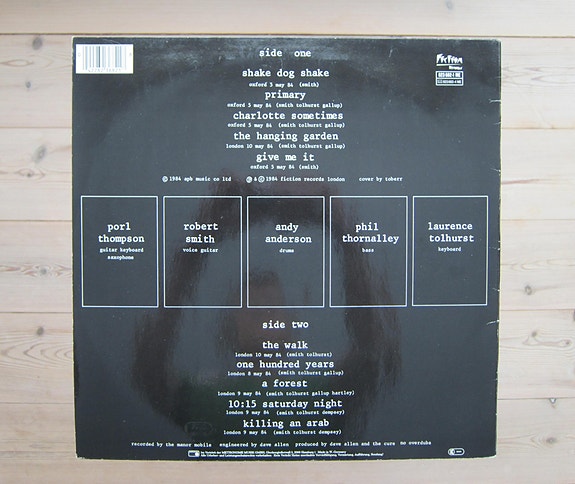 side one
Fiction
Records
shake dog shake
oxford 3 may 84 (smith)
primary
oxford 5 may 84 (smith tolhurst gallup)
charlotte sometimes
oxford 5 may 84 (smith tolhurst gallup)
the hanging garden
london 10 may 84 (smith tolhurst gallup)
give me it
oxford 5 may 84 (smith)
© 1984 apb music co ltd ℗ & © 1984 fiction records london cover by toberr
porl
thompson
guitar keyboard
saxophone
robert
smith
voice guitar
andy
anderson
drums
phil
thornalley
bass
laurence
tolhurst
keyboard
side two
the walk
london 10 may 84 (smith tolhurst)
one hundred years
london 8 may 84 (smith tolhurst gallup)
a forest
london 9 may 84 (smith tolhurst gallup hartley)
10:15 saturday night
london 9 may 84 (smith tolhurst dempsey)
killing an arab
london 9 may 84 (smith tolhurst dempsey)
recorded by the manor mobile engineered by dave allen produced by dave allen and the cure no overdubs